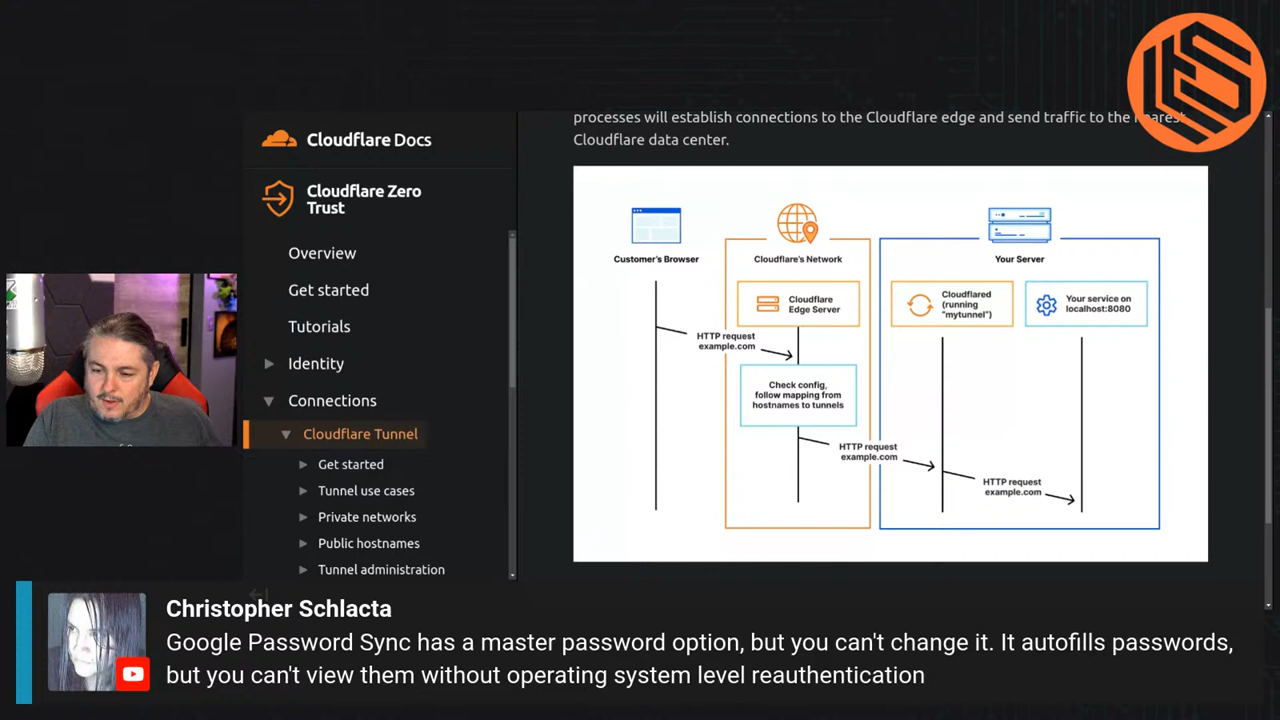 processes will establish connections to the Cloudflare edge and send traffic to the nearest
Cloudflare data center.
Cloudflare Docs
Cloudflare Zero
Trust
Overview
Get started
Tutorials
Identity
Connections
Cloudflare Tunnel
Get started
Tunnel use cases
Private networks
Public hostnames
Tunnel administration
Customer's Browser
Cloudflare's Network
Your Server
Cloudflare
Edge Server
Cloudflared
(running
"mytunnel")
Your service on
localhost:8080
HTTP request
example.com
Check config,
follow mapping from
hostnames to tunnels
HTTP request
example.com
HTTP request
example.com
Christopher Schlacta
Google Password Sync has a master password option, but you can't change it. It autofills passwords,
but you can't view them without operating system level reauthentication